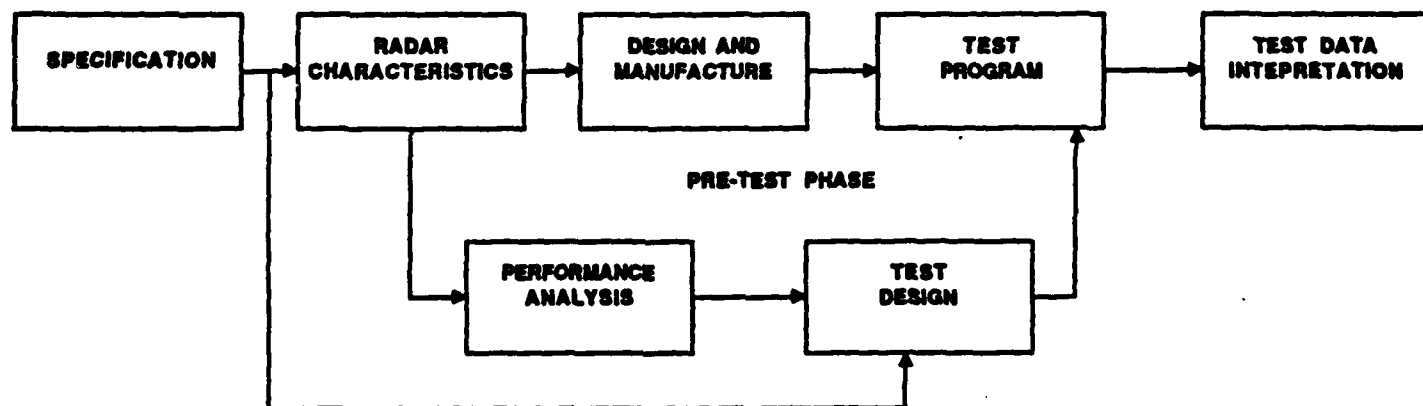 SPECIFICATION
RADAR
CHARACTERISTICS
DESIGN AND
MANUFACTURE
TEST
PROGRAM
TEST DATA
INTEPRETATION
PRE-TEST PHASE
PERFORMANCE
ANALYSIS
TEST
DESIGN